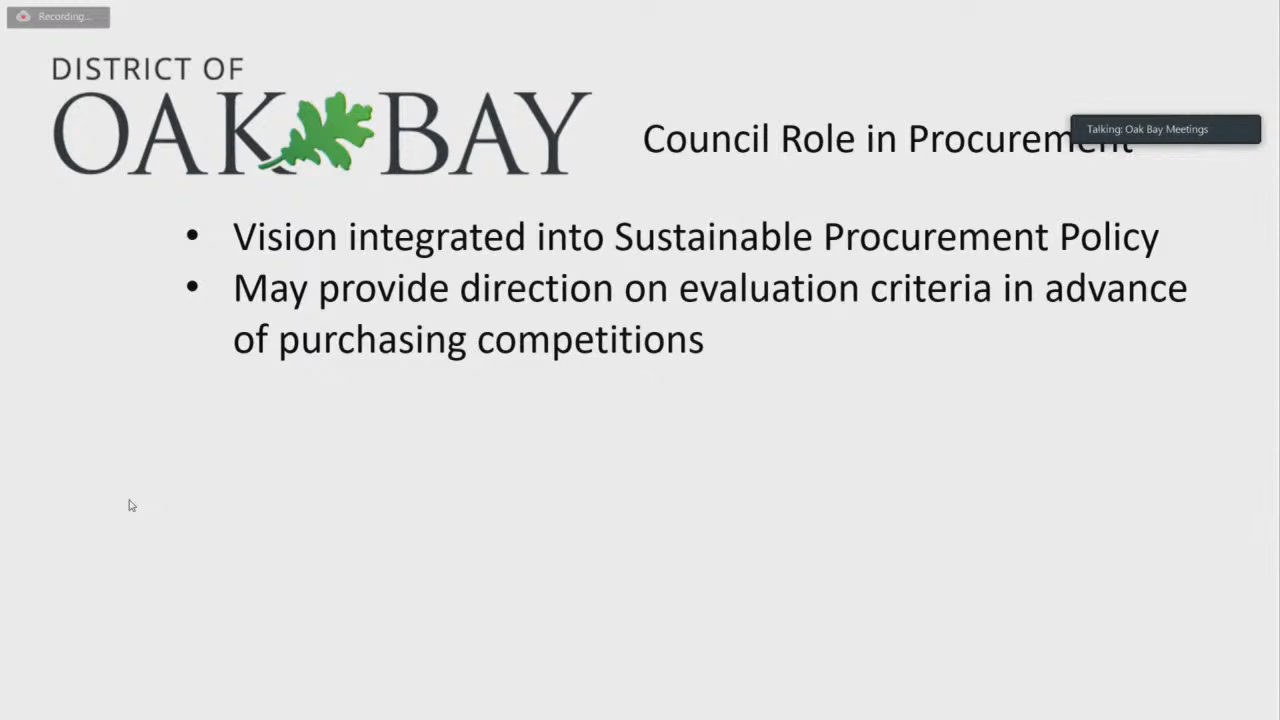 Recording...
DISTRICT OF
OAK BAY
Council Role in Procurement
Talking: Oak Bay Meetings
• Vision integrated into Sustainable Procurement Policy
• May provide direction on evaluation criteria in advance
of purchasing competitions